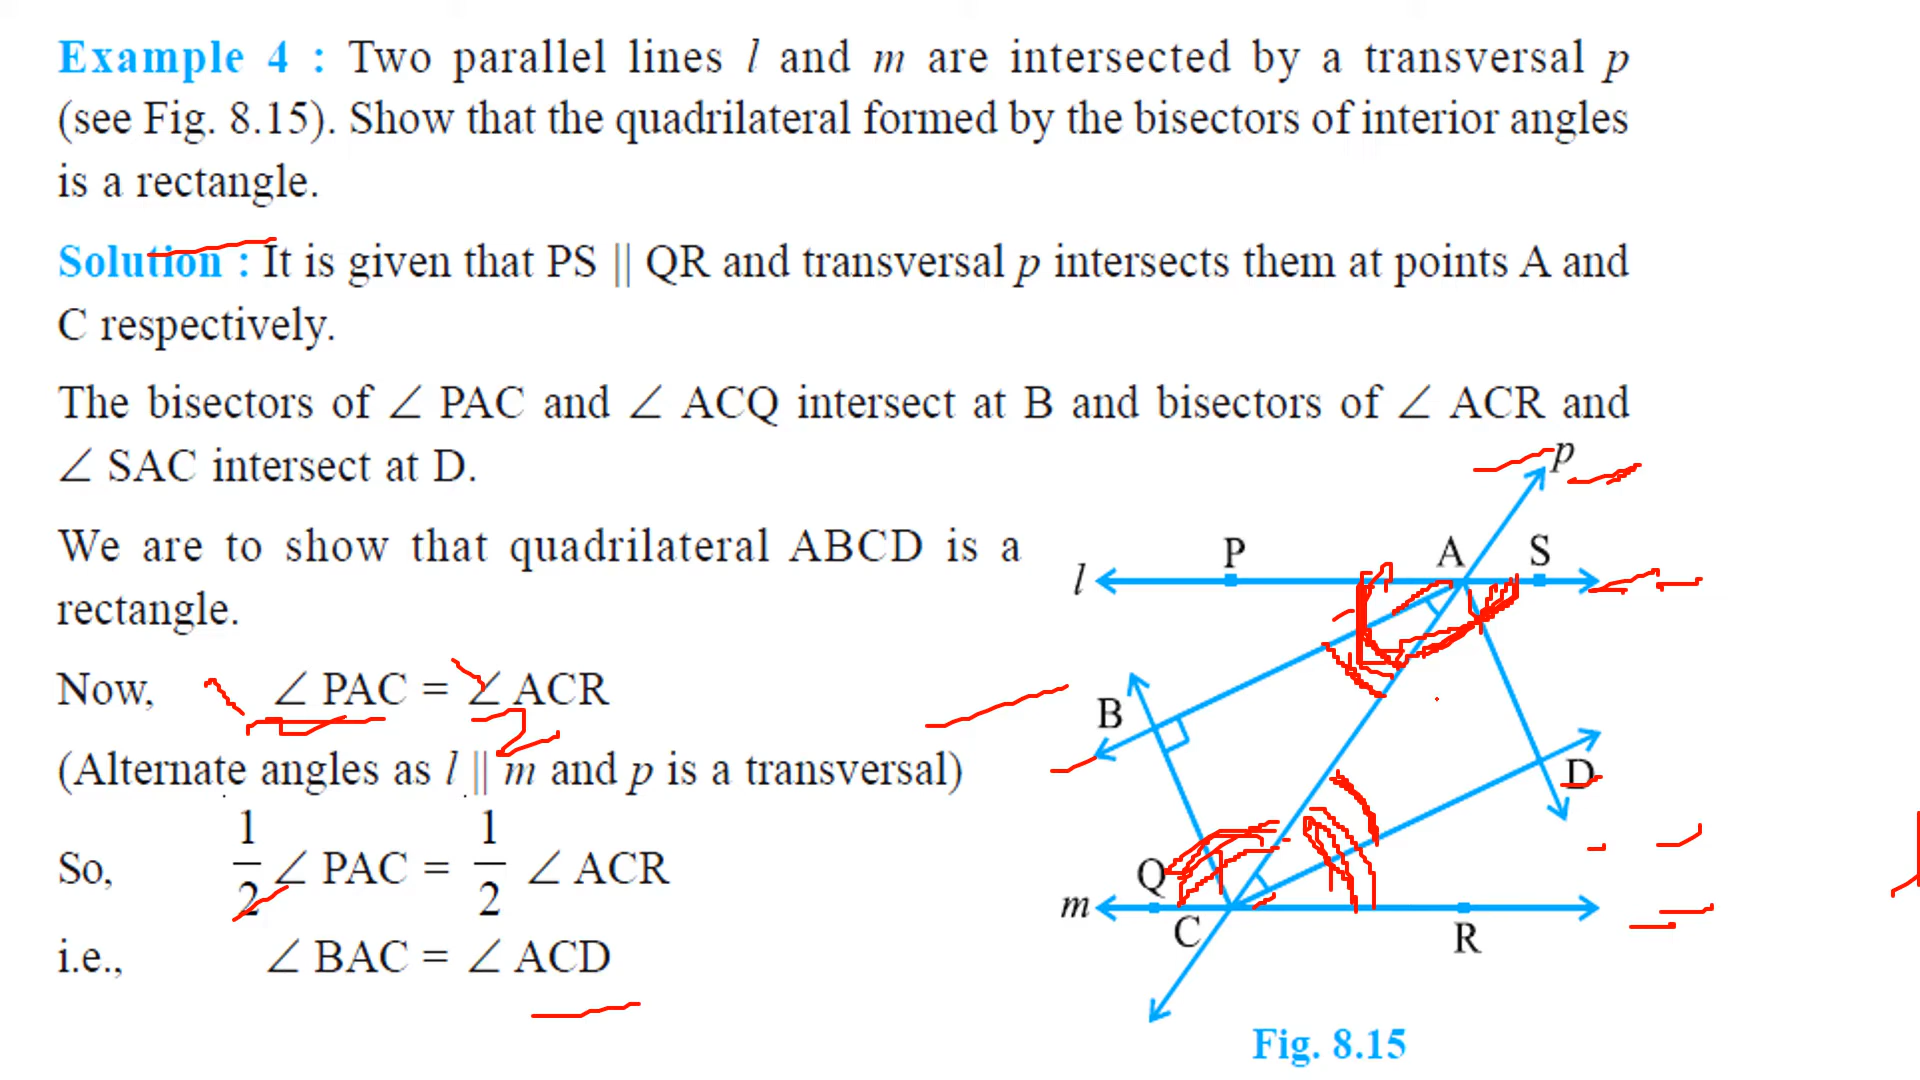 Example 4 : Two parallel lines l and m are intersected by a transversal p
(see Fig. 8.15). Show that the quadrilateral formed by the bisectors of interior angles
is a rectangle.
Solution : It is given that PS || QR and transversal p intersects them at points A and
C respectively.
The bisectors of ∠ PAC and ∠ ACQ intersect at B and bisectors of ∠ ACR and
∠ SAC intersect at D.
We are to show that quadrilateral ABCD is a
rectangle.
Now, ∠ PAC = ∠ ACR
(Alternate angles as l || m and p is a transversal)
So, 1/2 ∠ PAC = 1/2 ∠ ACR
i.e., ∠ BAC = ∠ ACD
p
P A S
l
B
D
Q
m
C R
Fig. 8.15